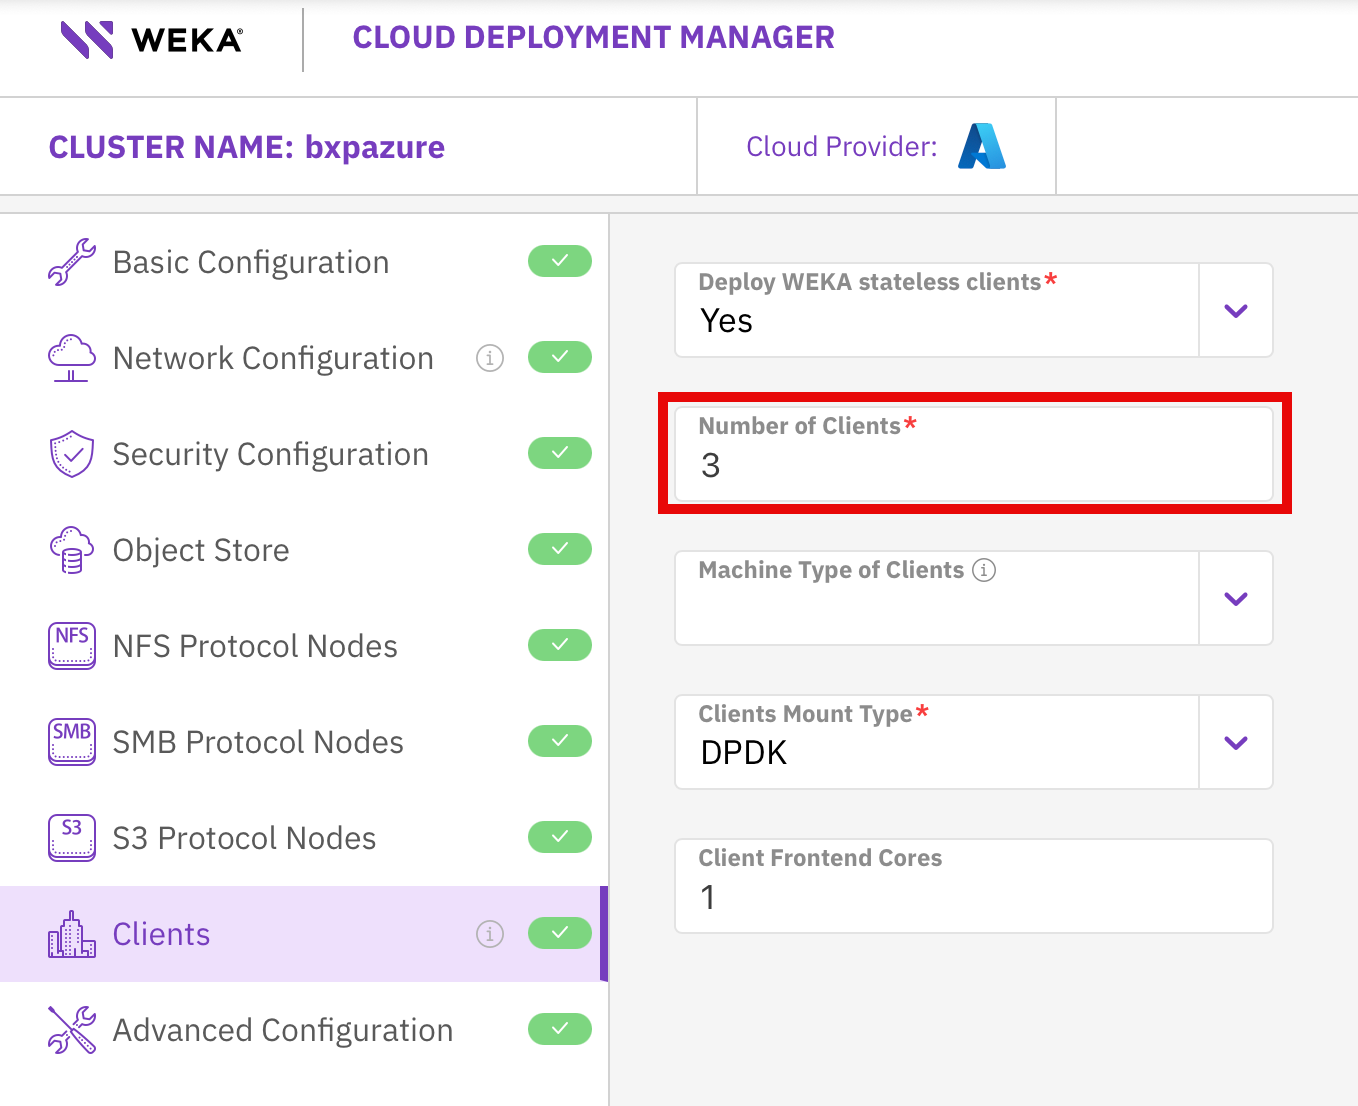 WEKA®
CLOUD DEPLOYMENT MANAGER
CLUSTER NAME: bxpazure
Cloud Provider:
Basic Configuration
Network Configuration
Security Configuration
Object Store
NFS
NFS Protocol Nodes
SMB
SMB Protocol Nodes
S3
S3 Protocol Nodes
Clients
Advanced Configuration
Deploy WEKA stateless clients*
Yes
Number of Clients*
3
Machine Type of Clients
Clients Mount Type*
DPDK
Client Frontend Cores
1